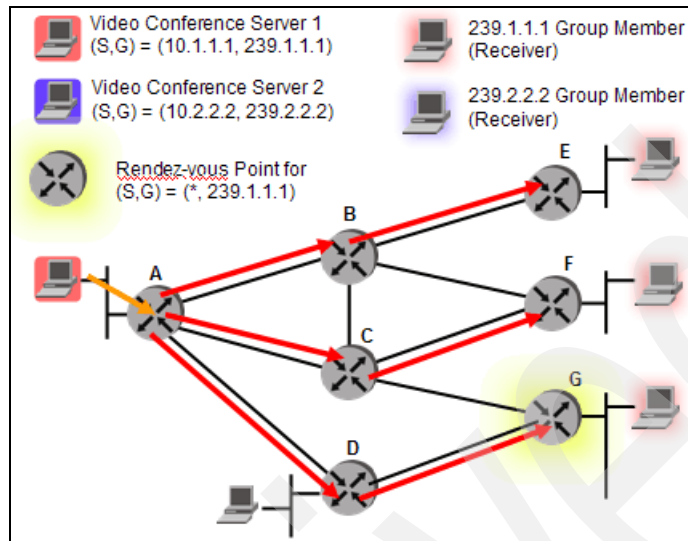 Video Conference Server 1
(S,G) = (10.1.1.1, 239.1.1.1)
239.1.1.1 Group Member
(Receiver)
Video Conference Server 2
(S,G) = (10.2.2.2, 239.2.2.2)
239.2.2.2 Group Member
(Receiver)
Rendez-vous Point for
(S,G) = (*, 239.1.1.1)
E
B
A
F
C
G
D